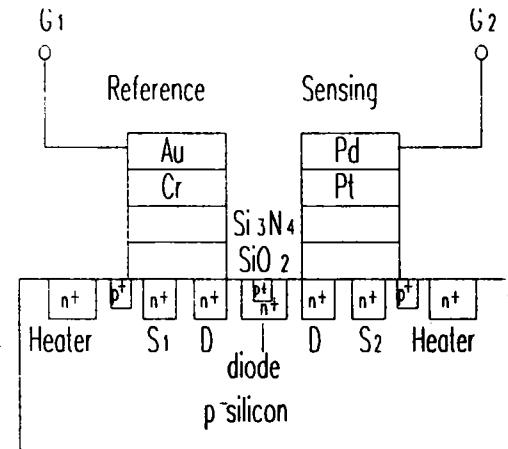 G1 G2
Reference Sensing
Au Pd
Cr Pt
Si3N4
SiO2
n+ p+ n+ n+ p+ n+ n+ n+ p+ n+
Heater S1 D D S2 Heater
diode
p-silicon